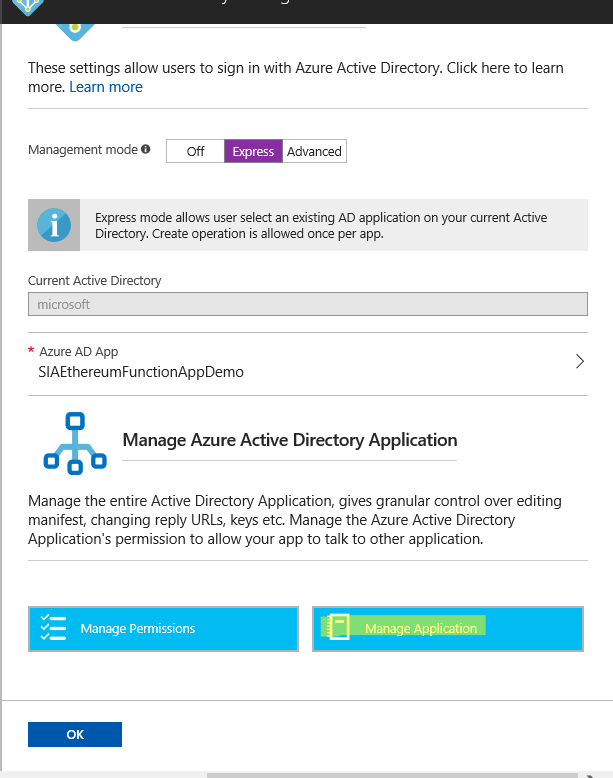 These settings allow users to sign in with Azure Active Directory. Click here to learn
more. Learn more
Management mode
Off Express Advanced
Express mode allows user select an existing AD application on your current Active
Directory. Create operation is allowed once per app.
Current Active Directory
microsoft
* Azure AD App
SIAEthereumFunctionAppDemo
Manage Azure Active Directory Application
Manage the entire Active Directory Application, gives granular control over editing
manifest, changing reply URLs, keys etc. Manage the Azure Active Directory
Application's permission to allow your app to talk to other application.
Manage Permissions Manage Application
OK